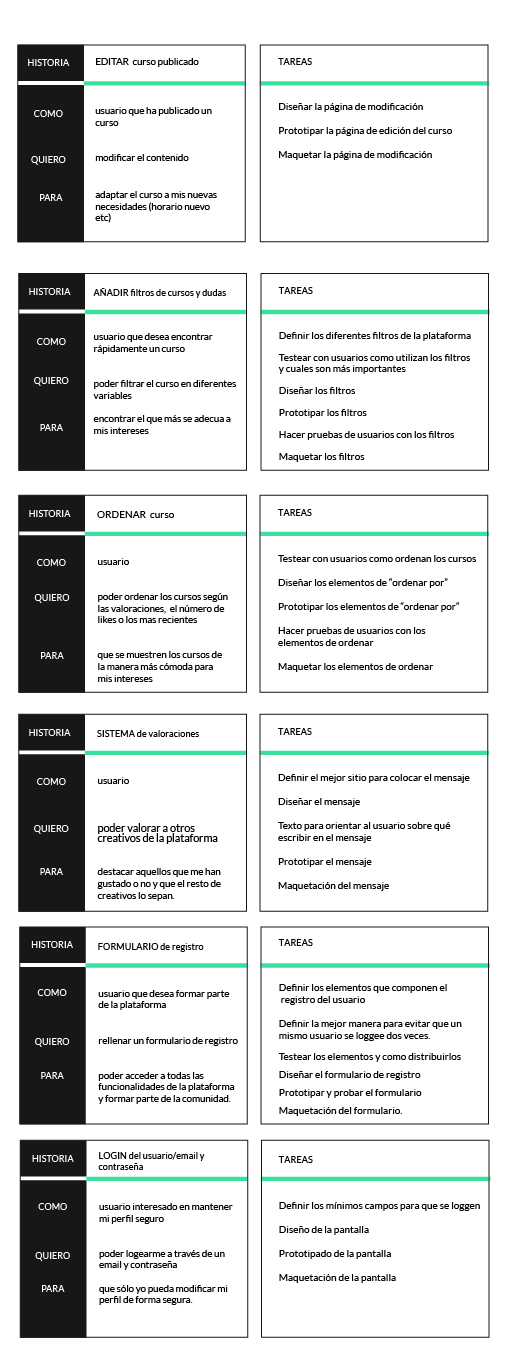 HISTORIA
EDITAR curso publicado
COMO
usuario que ha publicado un
curso
QUIERO
modificar el contenido
PARA
adaptar el curso a mis nuevas
necesidades (horario nuevo
etc)
TAREAS
Diseñar la página de modificación
Prototipar la página de edición del curso
Maquetar la página de modificación
HISTORIA
AÑADIR filtros de cursos y dudas
COMO
usuario que desea encontrar
rápidamente un curso
QUIERO
poder filtrar el curso en diferentes
variables
PARA
encontrar el que más se adecua a
mis intereses
TAREAS
Definir los diferentes filtros de la plataforma
Testear con usuarios como utilizan los filtros
y cuales son más importantes
Diseñar los filtros
Prototipar los filtros
Hacer pruebas de usuarios con los filtros
Maquetar los filtros
HISTORIA
ORDENAR curso
COMO
usuario
QUIERO
poder ordenar los cursos según
las valoraciones, el número de
likes o los mas recientes
PARA
que se muestren los cursos de
la manera más cómoda para
mis intereses
TAREAS
Testear con usuarios como ordenan los cursos
Diseñar los elementos de “ordenar por”
Prototipar los elementos de “ordenar por”
Hacer pruebas de usuarios con los
elementos de ordenar
Maquetar los elementos de ordenar
HISTORIA
SISTEMA de valoraciones
COMO
usuario
QUIERO
poder valorar a otros
creativos de la plataforma
PARA
destacar aquellos que me han
gustado o no y que el resto de
creativos lo sepan.
TAREAS
Definir el mejor sitio para colocar el mensaje
Diseñar el mensaje
Texto para orientar al usuario sobre qué
escribir en el mensaje
Prototipar el mensaje
Maquetación del mensaje
HISTORIA
FORMULARIO de registro
COMO
usuario que desea formar parte
de la plataforma
QUIERO
rellenar un formulario de registro
PARA
poder acceder a todas las
funcionalidades de la plataforma
y formar parte de la comunidad.
TAREAS
Definir los elementos que componen el
registro del usuario
Definir la mejor manera para evitar que un
mismo usuario se loggee dos veces.
Testear los elementos y como distribuirlos
Diseñar el formulario de registro
Prototipar y probar el formulario
Maquetación del formulario.
HISTORIA
LOGIN del usuario/email y
contraseña
COMO
usuario interesado en mantener
mi perfil seguro
QUIERO
poder logearme a través de un
email y contraseña
PARA
que sólo yo pueda modificar mi
perfil de forma segura.
TAREAS
Definir los mínimos campos para que se loggen
Diseño de la pantalla
Prototipado de la pantalla
Maquetación de la pantalla